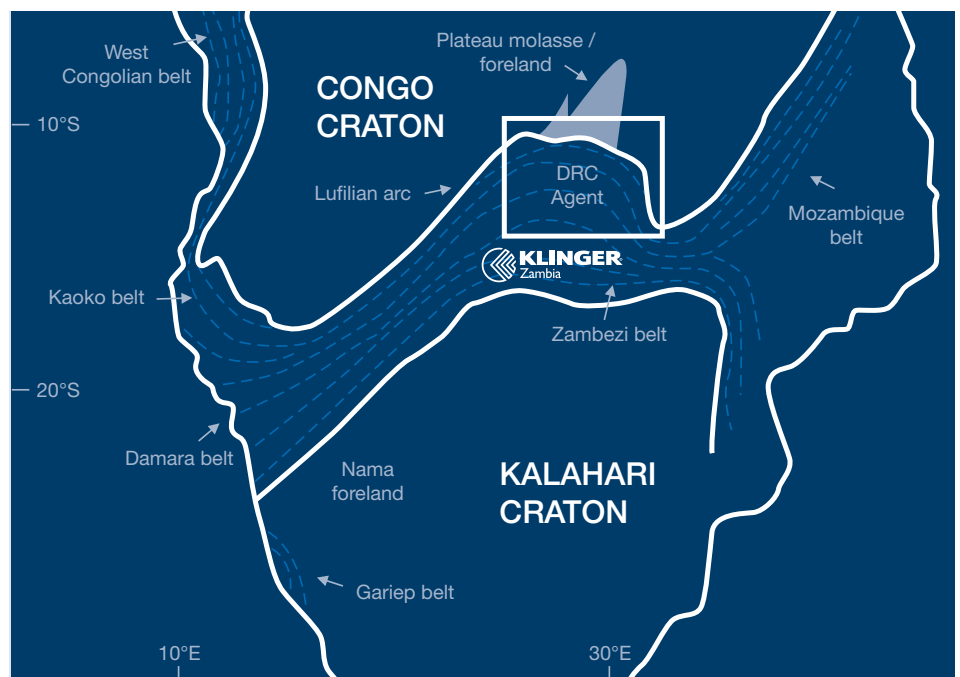 West
Congolian belt
Plateau molasse /
foreland
CONGO
CRATON
10°S
DRC
Agent
Lufilian arc
Mozambique
belt
KLINGER
Zambia
Kaoko belt
Zambezi belt
20°S
Damara belt
Nama
foreland
KALAHARI
CRATON
Gariep belt
10°E
30°E